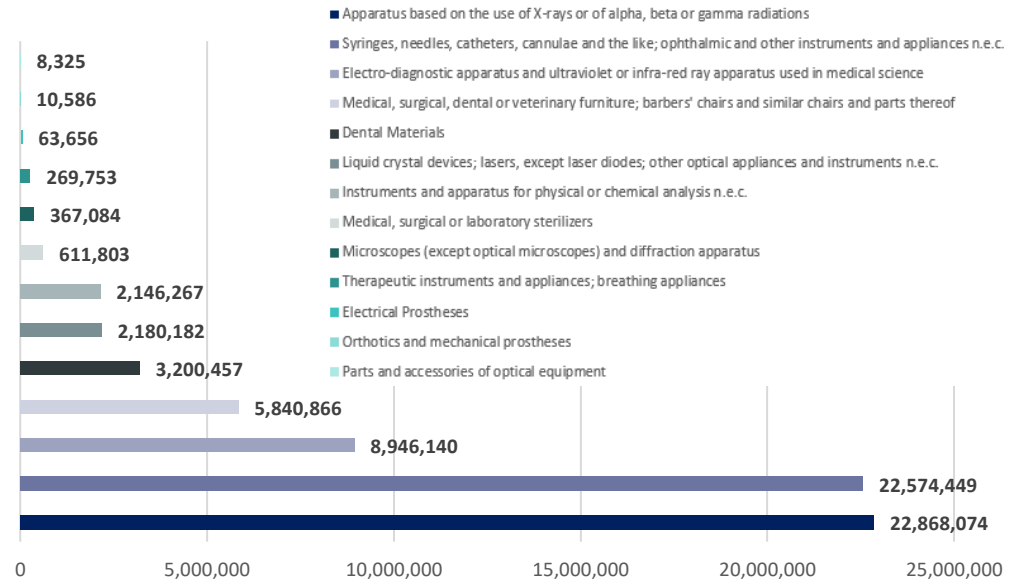 Apparatus based on the use of X-rays or of alpha, beta or gamma radiations
Syringes, needles, catheters, cannulae and the like; ophthalmic and other instruments and appliances n.e.c.
Electro-diagnostic apparatus and ultraviolet or infra-red ray apparatus used in medical science
Medical, surgical, dental or veterinary furniture; barbers' chairs and similar chairs and parts thereof
Dental Materials
Liquid crystal devices; lasers, except laser diodes; other optical appliances and instruments n.e.c.
Instruments and apparatus for physical or chemical analysis n.e.c.
Medical, surgical or laboratory sterilizers
Microscopes (except optical microscopes) and diffraction apparatus
Therapeutic instruments and appliances; breathing appliances
Electrical Prostheses
Orthotics and mechanical prostheses
Parts and accessories of optical equipment
8,325
10,586
63,656
269,753
367,084
611,803
2,146,267
2,180,182
3,200,457
5,840,866
8,946,140
22,574,449
22,868,074
0 5,000,000 10,000,000 15,000,000 20,000,000 25,000,000